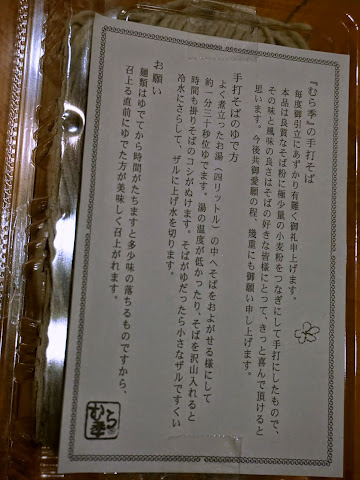 『むら季』の手打そば
毎度御引立にあずかり有難く御礼申上げます。
本品は良質なそば粉に極少量の小麦粉をつなぎにして手打にしたもので、
その味と風味の良さはそばの好きな皆様にとって、きっと喜んで頂けると
思います。今後共御愛願の程、幾重にも御願い申し上げます。
手打そばのゆで方
よく煮立ったお湯（四リットル）の中へそばをおよがせる様にして
約一分三十秒位ゆでます。湯の温度が低かったり、そばを沢山入れると
時間も掛りそばのコシがぬけます。そばがゆだったら小さなザルですくい
冷水にさらして、ザルに上げ水を切ります。
お願い
麺類はゆでてから時間がたちますと多少味の落ちるものですから、
召上る直前にゆでた方が美味しく召上がれます。
むら季